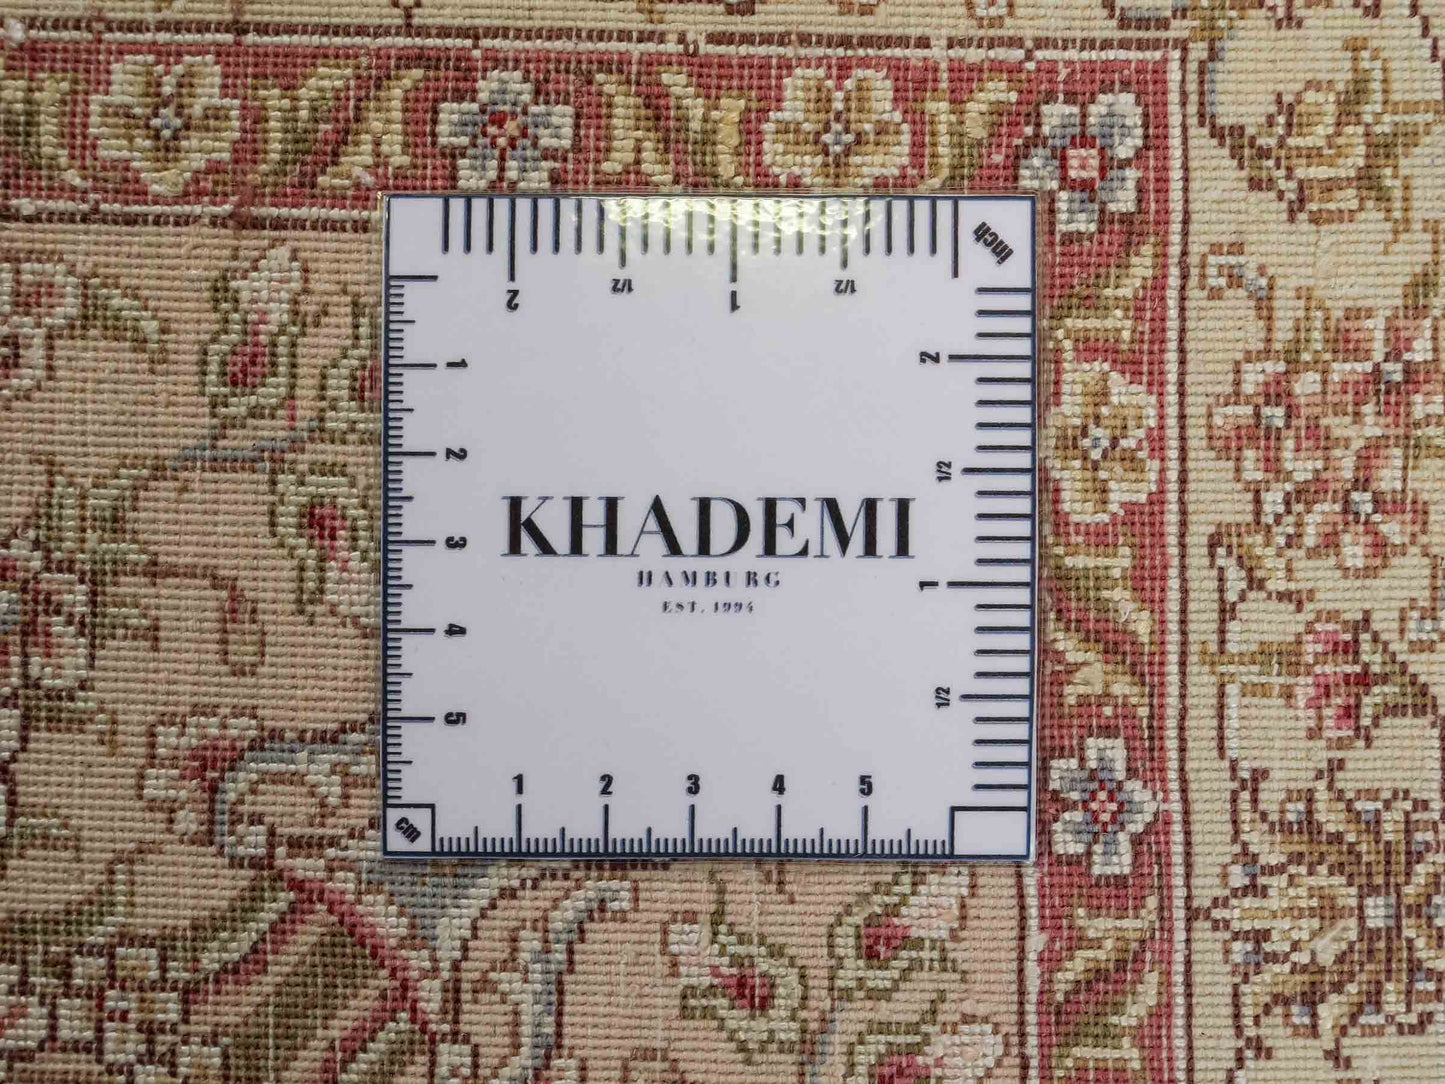 inch
2 1/2 1 1/2
1
2
3
4
5
2
1/2
1
1/2
KHADEMI
HAMBURG
EST. 1994
cm
1 2 3 4 5